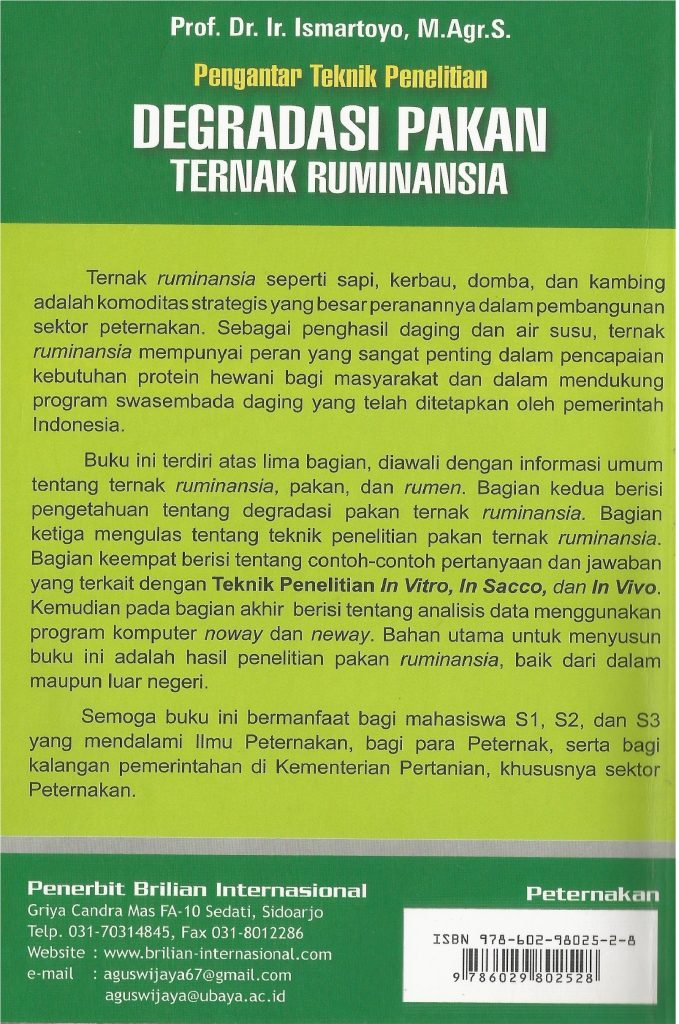 Prof. Dr. Ir. Ismartoyo, M.Agr.S.
Pengantar Teknik Penelitian
DEGRADASI PAKAN
TERNAK RUMINANSIA
Ternak ruminansia seperti sapi, kerbau, domba, dan kambing
adalah komoditas strategis yang besar peranannya dalam pembangunan
sektor peternakan. Sebagai penghasil daging dan air susu, ternak
ruminansia mempunyai peran yang sangat penting dalam pencapaian
kebutuhan protein hewani bagi masyarakat dan dalam mendukung
program swasembada daging yang telah ditetapkan oleh pemerintah
Indonesia.
Buku ini terdiri atas lima bagian, diawali dengan informasi umum
tentang ternak ruminansia, pakan, dan rumen. Bagian kedua berisi
pengetahuan tentang degradasi pakan ternak ruminansia. Bagian
ketiga mengulas tentang teknik penelitian pakan ternak ruminansia.
Bagian keempat berisi tentang contoh-contoh pertanyaan dan jawaban
yang terkait dengan Teknik Penelitian In Vitro, In Sacco, dan In Vivo.
Kemudian pada bagian akhir berisi tentang analisis data menggunakan
program komputer noway dan neway. Bahan utama untuk menyusun
buku ini adalah hasil penelitian pakan ruminansia, baik dari dalam
maupun luar negeri.
Semoga buku ini bermanfaat bagi mahasiswa S1, S2, dan S3
yang mendalami Ilmu Peternakan, bagi para Peternak, serta bagi
kalangan pemerintahan di Kementerian Pertanian, khususnya sektor
Peternakan.
Penerbit Brilian Internasional
Griya Candra Mas FA-10 Sedati, Sidoarjo
Telp. 031-70314845, Fax 031-8012286
Website : www.brilian-internasional.com
e-mail : aguswijaya67@gmail.com
aguswijaya@ubaya.ac.id
Peternakan
ISBN 978-602-98025-2-8
9 786029 802528